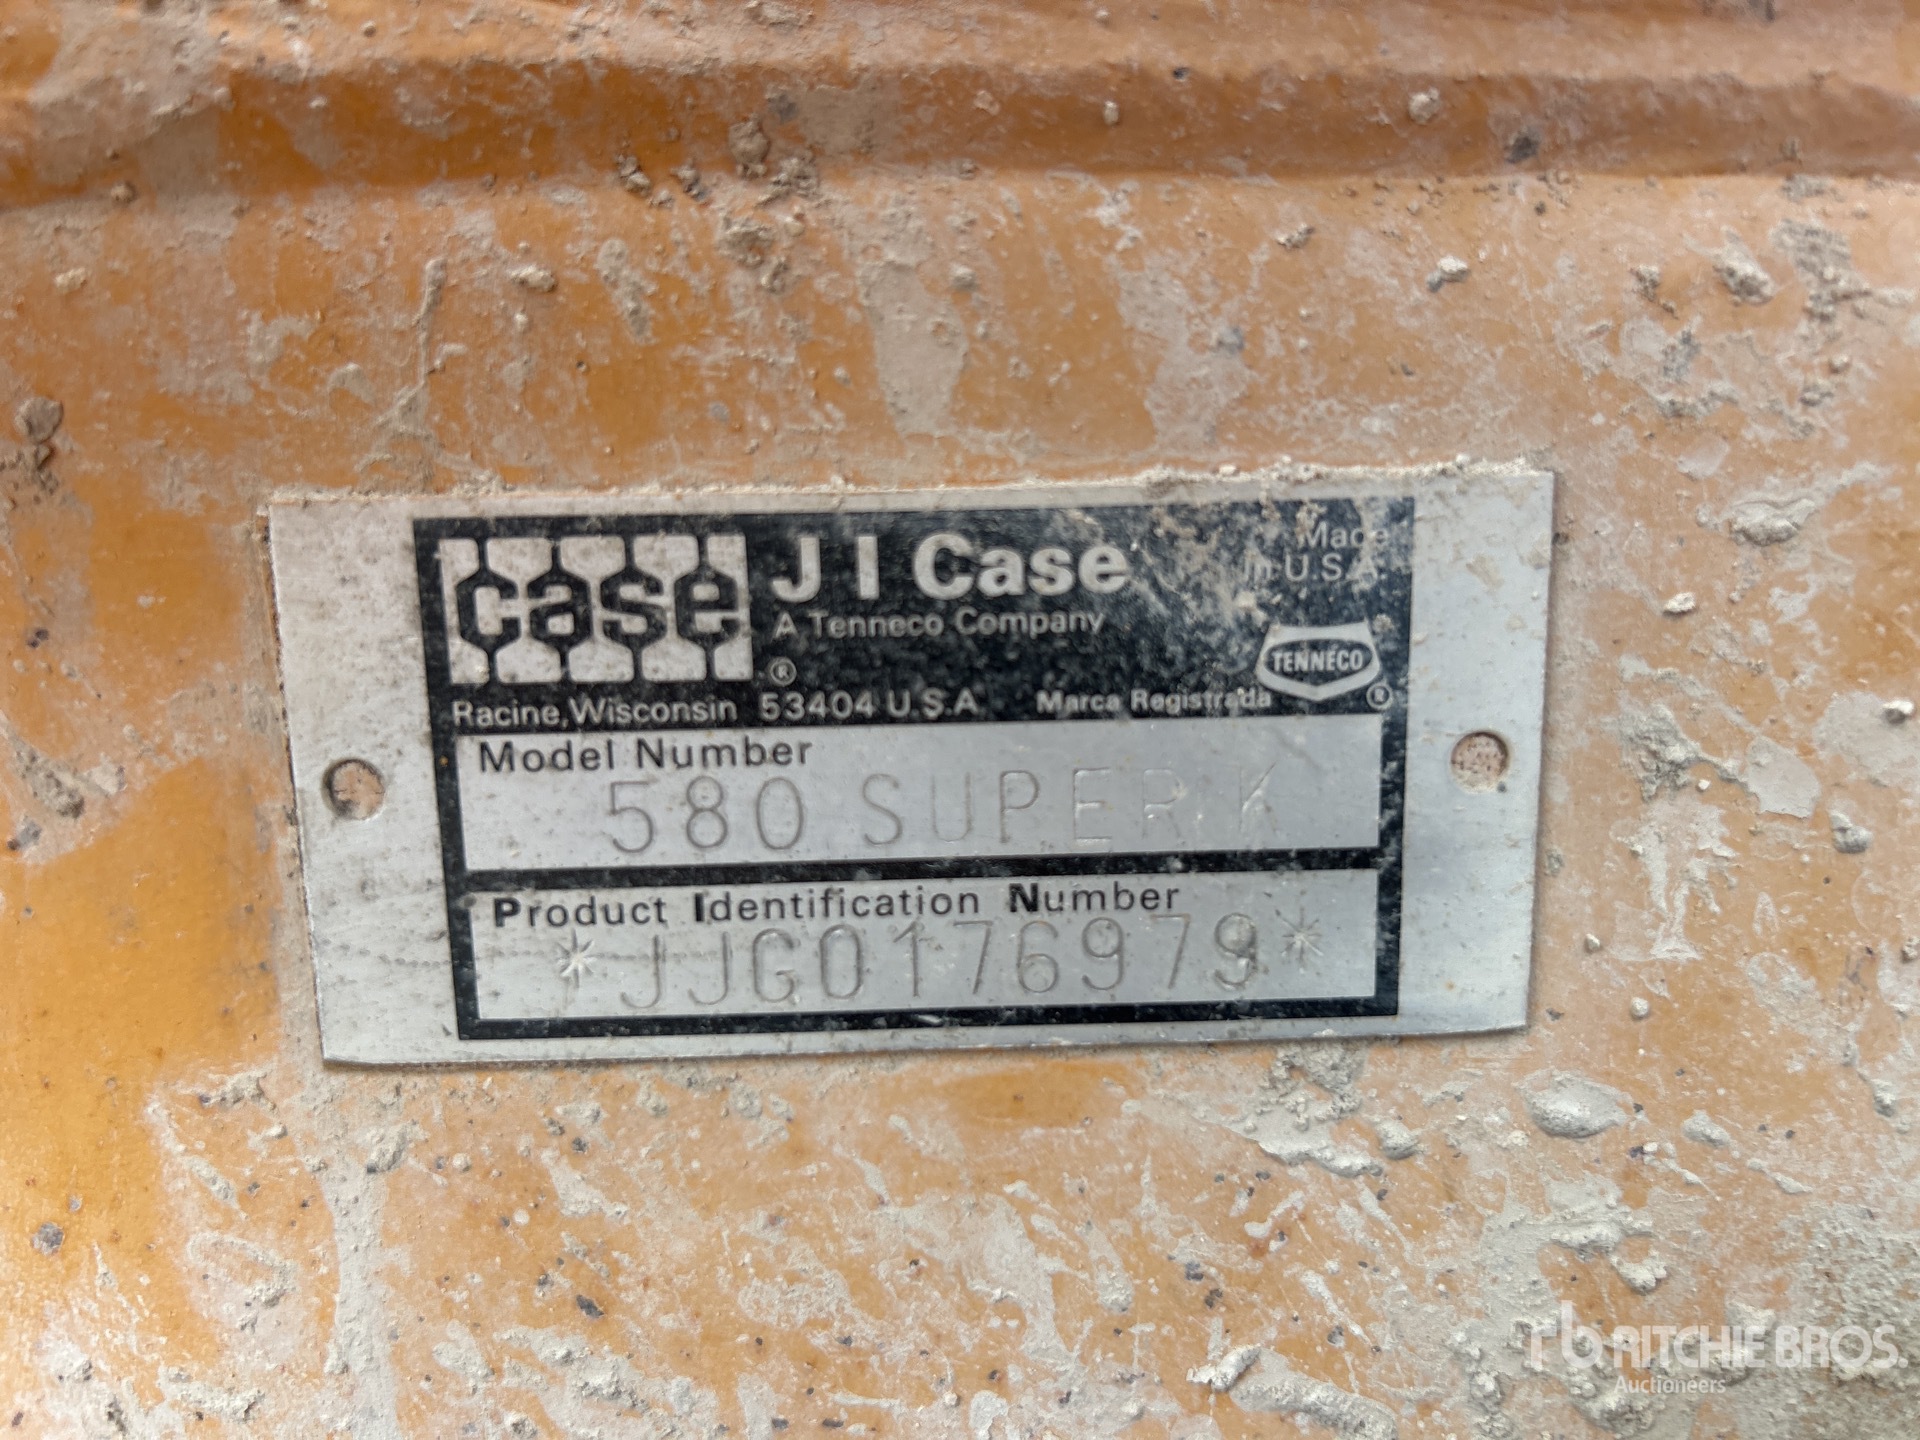 case
J I Case
A Tenneco Company
Made
In U.S.A.
TENNECO
®
®
Racine, Wisconsin 53404 U.S.A. Marca Registrada
Model Number
580 SUPER K
Product Identification Number
*JJG0176979*
rb RITCHIE BROS.
Auctioneers